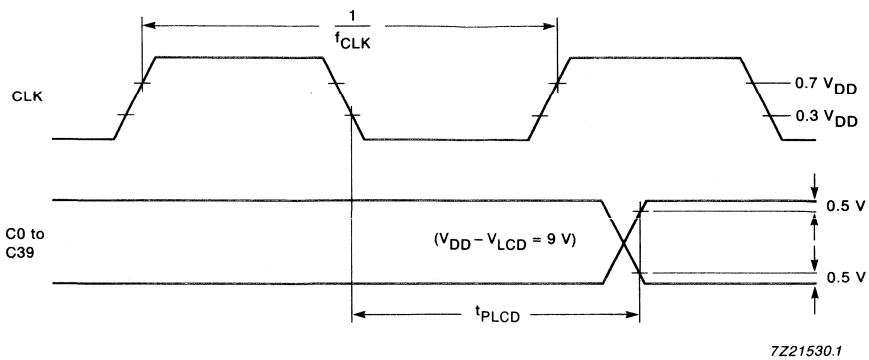 1
fCLK
CLK
0.7 VDD
0.3 VDD
C0 to
C39
(VDD – VLCD = 9 V)
0.5 V
0.5 V
tPLCD
7Z21530.1